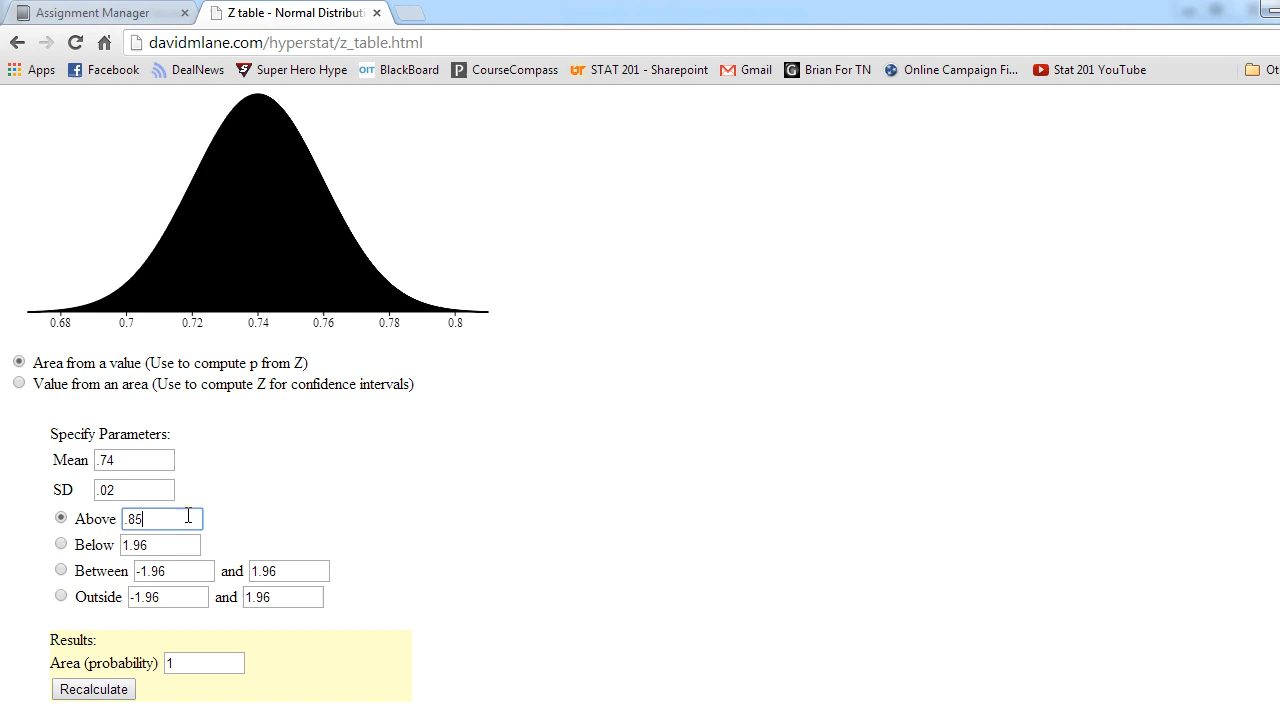 Assignment Manager
Z table - Normal Distributi
davidmlane.com/hyperstat/z_table.html
Apps Facebook DealNews Super Hero Hype OIT BlackBoard P CourseCompass UT STAT 201 - Sharepoint Gmail G Brian For TN Online Campaign Fi... Stat 201 YouTube Ot
0.68 0.7 0.72 0.74 0.76 0.78 0.8
Area from a value (Use to compute p from Z)
Value from an area (Use to compute Z for confidence intervals)
Specify Parameters:
Mean .74
SD .02
Above .85
Below 1.96
Between -1.96 and 1.96
Outside -1.96 and 1.96
Results:
Area (probability) 1
Recalculate